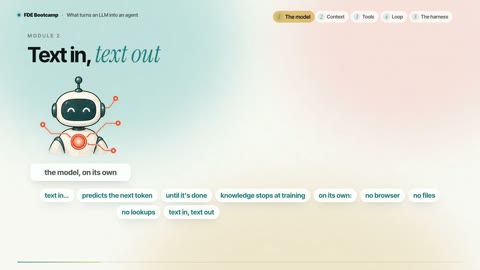 FDE Bootcamp · What turns an LLM into an agent
1 The model 2 Context 3 Tools 4 Loop 5 The harness
MODULE 2
Text in, text out
the model, on its own
text in... predicts the next token until it's done knowledge stops at training on its own: no browser no files
no lookups text in, text out